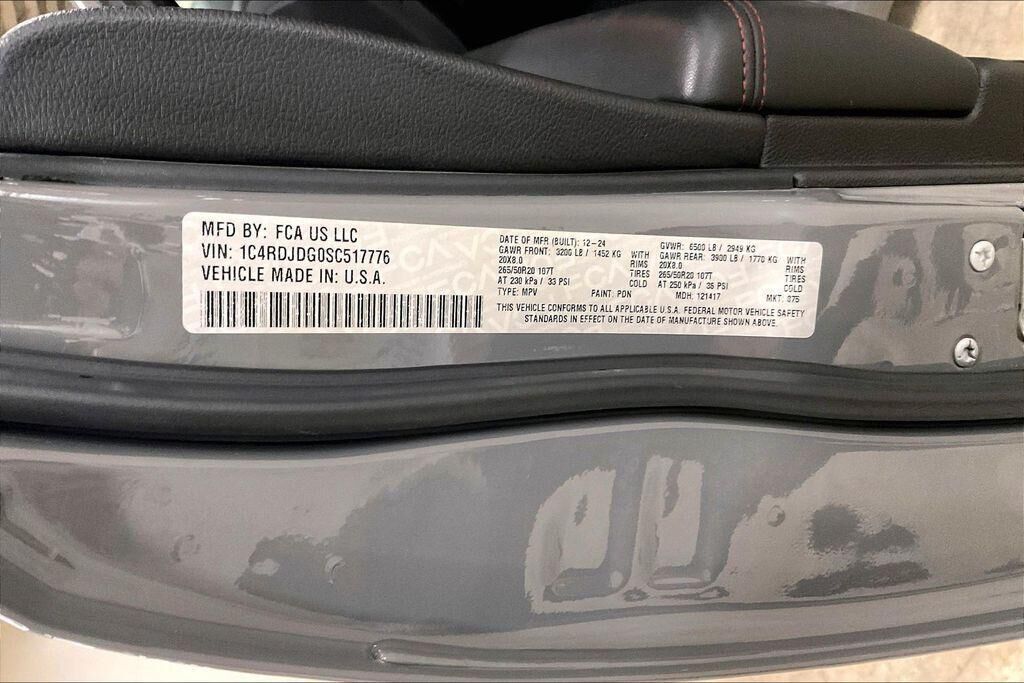 MFD BY: FCA US LLC
VIN: 1C4RDJDG0SC517776
VEHICLE MADE IN: U.S.A.
DATE OF MFR (BUILT): 12-24
GVWR: 6500 LB / 2949 KG
GAWR FRONT: 3200 LB / 1452 KG WITH
20X8.0 RIMS
265/50R20 107T TIRES
AT 230 kPa / 33 PSI COLD
GAWR REAR: 3900 LB / 1770 KG WITH
20X8.0 RIMS
265/50R20 107T TIRES
AT 250 kPa / 36 PSI COLD
TYPE: MPV PAINT: PDN MDH: 121417 MKT:
THIS VEHICLE CONFORMS TO ALL APPLICABLE U.S.A. FEDERAL MOTOR VEHICLE SAFETY
STANDARDS IN EFFECT ON THE DATE OF MANUFACTURE SHOWN ABOVE.